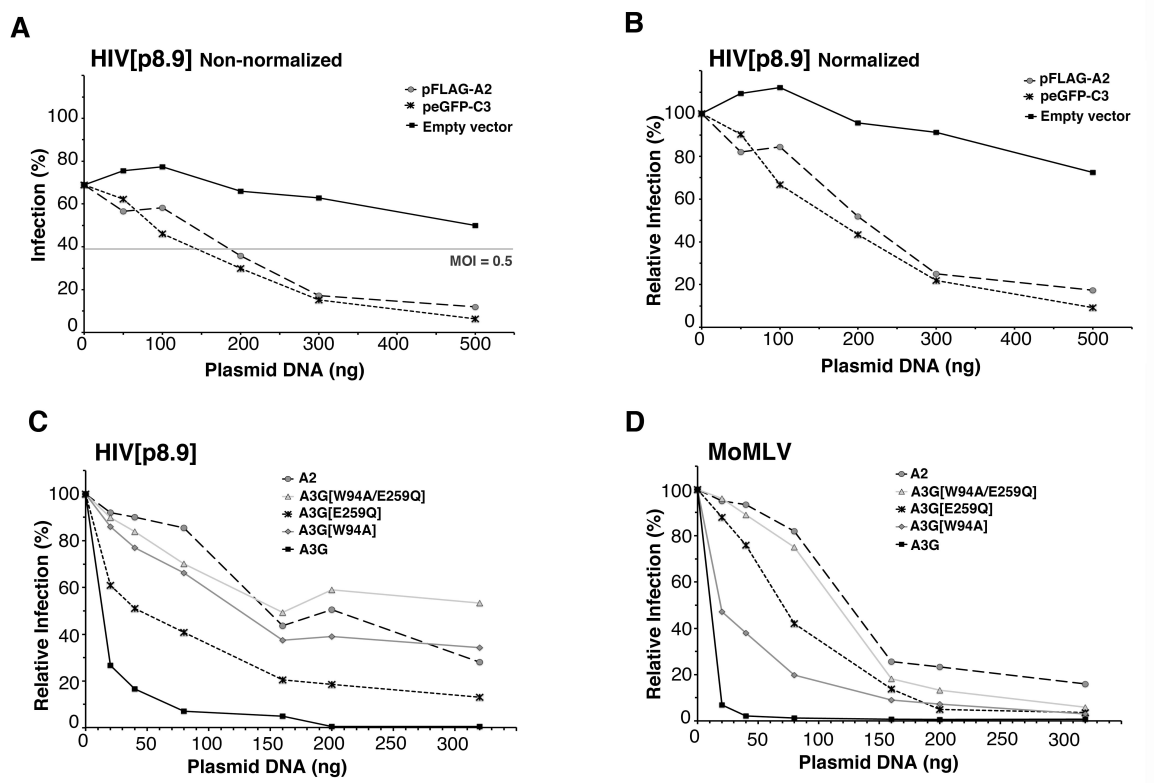 A
HIV[p8.9] Non-normalized
pFLAG-A2
peGFP-C3
Empty vector
Infection (%)
100
80
60
40
20
0
MOI = 0.5
0 100 200 300 400 500
Plasmid DNA (ng)
B
HIV[p8.9] Normalized
pFLAG-A2
peGFP-C3
Empty vector
Relative Infection (%)
100
80
60
40
20
0
0 100 200 300 400 500
Plasmid DNA (ng)
C
HIV[p8.9]
A2
A3G[W94A/E259Q]
A3G[E259Q]
A3G[W94A]
A3G
Relative Infection (%)
100
80
60
40
20
0
0 50 100 150 200 250 300
Plasmid DNA (ng)
D
MoMLV
A2
A3G[W94A/E259Q]
A3G[E259Q]
A3G[W94A]
A3G
Relative Infection (%)
100
80
60
40
20
0
0 50 100 150 200 250 300
Plasmid DNA (ng)